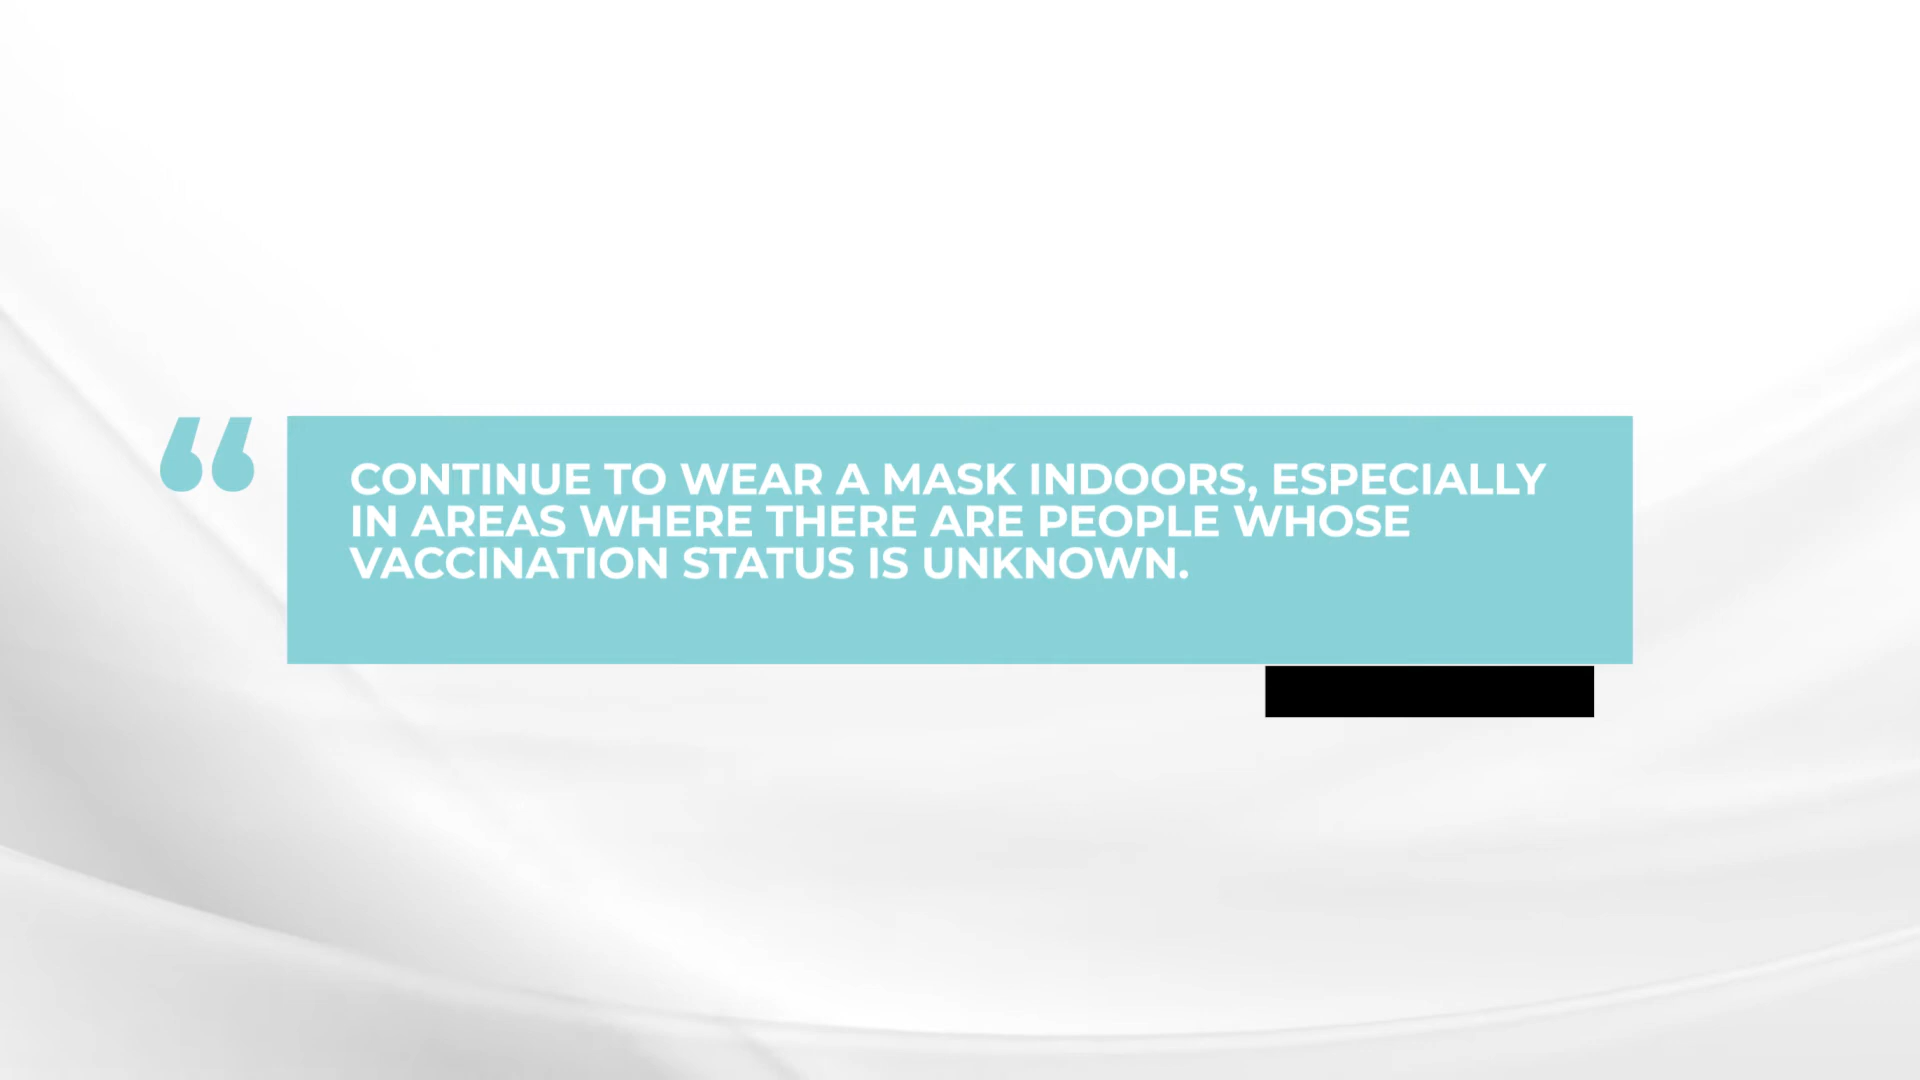 “
CONTINUE TO WEAR A MASK INDOORS, ESPECIALLY
IN AREAS WHERE THERE ARE PEOPLE WHOSE
VACCINATION STATUS IS UNKNOWN.